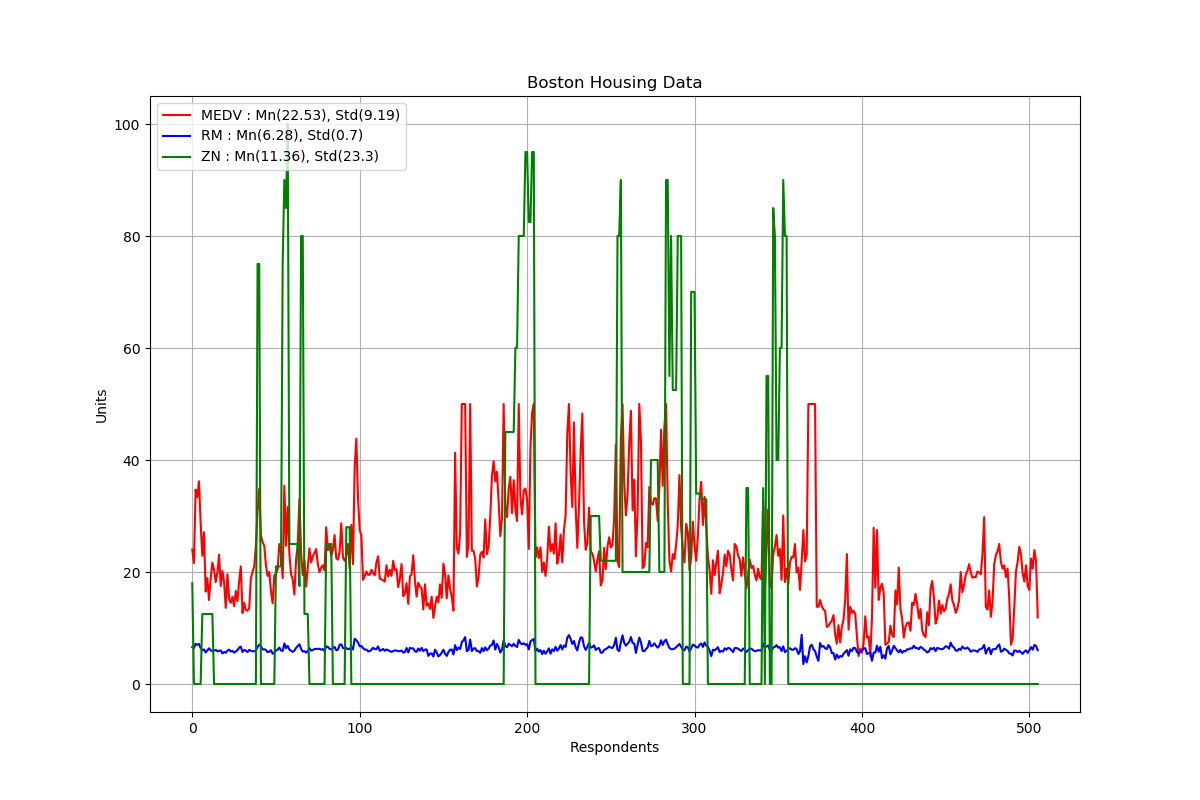 Boston Housing Data
MEDV : Mn(22.53), Std(9.19)
RM : Mn(6.28), Std(0.7)
ZN : Mn(11.36), Std(23.3)
100
80
60
40
20
0
Units
0 100 200 300 400 500
Respondents